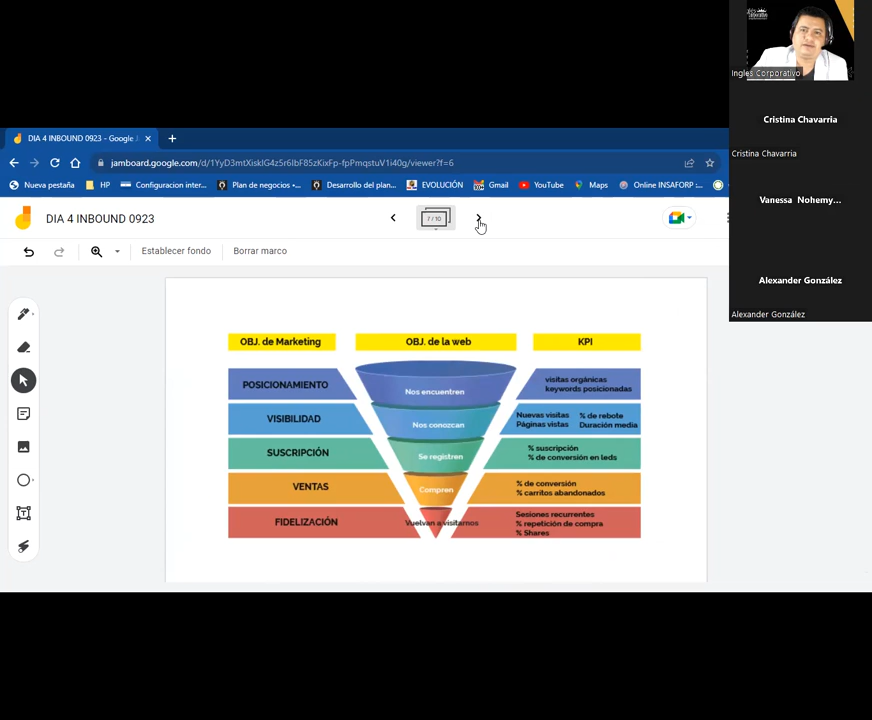 Ingles Corporativo
Cristina Chavarria
Cristina Chavarria
Vanessa Nohemy...
Alexander González
Alexander González
DIA 4 INBOUND 0923 - Google J
jamboard.google.com/d/1YyD3mtXiskIG4z5r6IbF85zKixFp-fpPmqstuV1i40g/viewer?f=6
Nueva pestaña
HP
Configuracion inter...
Plan de negocios -...
Desarrollo del plan...
EVOLUCIÓN
Gmail
YouTube
Maps
Online INSAFORP -...
DIA 4 INBOUND 0923
7 / 10
Establecer fondo
Borrar marco
OBJ. de Marketing
OBJ. de la web
KPI
POSICIONAMIENTO
Nos encuentren
visitas orgánicas
keywords posicionadas
VISIBILIDAD
Nos conozcan
Nuevas visitas % de rebote
Páginas vistas Duración media
SUSCRIPCIÓN
Se registren
% suscripción
% de conversión en leds
VENTAS
Compren
% de conversión
% carritos abandonados
FIDELIZACIÓN
Vuelvan a visitarnos
Sesiones recurrentes
% repetición de compra
% Shares